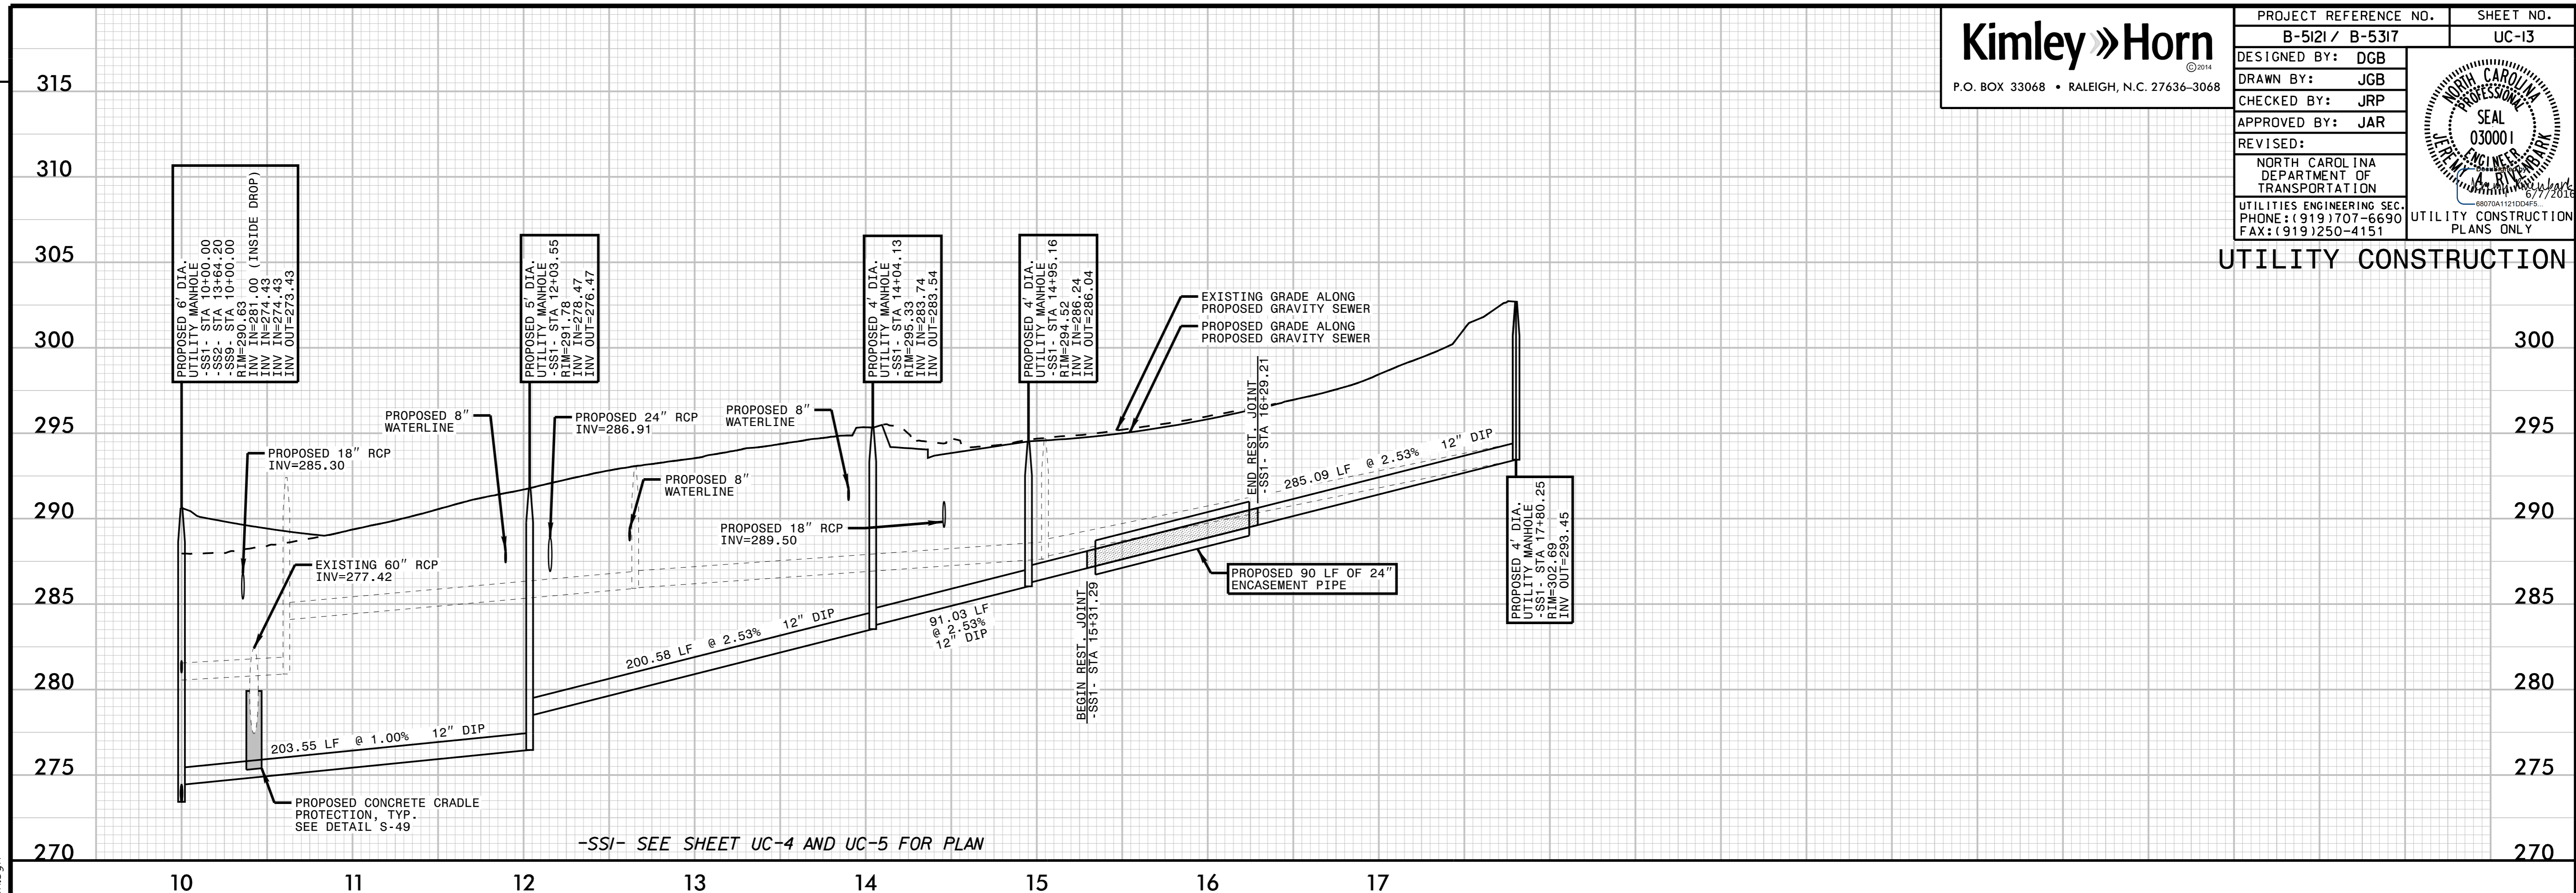 Kimley»Horn
©2014
P.O. BOX 33068 • RALEIGH, N.C. 27636–3068
PROJECT REFERENCE NO.
SHEET NO.
B-5121 / B-5317
UC-13
DESIGNED BY: DGB
DRAWN BY: JGB
CHECKED BY: JRP
APPROVED BY: JAR
REVISED:
NORTH CAROLINA
DEPARTMENT OF
TRANSPORTATION
UTILITIES ENGINEERING SEC.
PHONE:(919)707-6690
FAX:(919)250-4151
NORTH CAROLINA
PROFESSIONAL
SEAL
030001
ENGINEER
JEREMY A. RIVENBARK
6/7/2016
68070A1121DD4F5...
UTILITY CONSTRUCTION
PLANS ONLY
UTILITY CONSTRUCTION
315
310
305
300
295
290
285
280
275
270
300
295
290
285
280
275
270
PROPOSED 6' DIA.
UTILITY MANHOLE
-SS1- STA 10+00.00
-SS2- STA 13+64.20
-SS9- STA 10+00.00
RIM=290.63
INV IN=281.00 (INSIDE DROP)
INV IN=274.43
INV IN=274.43
INV OUT=273.43
PROPOSED 5' DIA.
UTILITY MANHOLE
-SS1- STA 12+03.55
RIM=291.78
INV IN=278.47
INV OUT=276.47
PROPOSED 4' DIA.
UTILITY MANHOLE
-SS1- STA 14+04.13
RIM=295.33
INV IN=283.74
INV OUT=283.54
PROPOSED 4' DIA.
UTILITY MANHOLE
-SS1- STA 14+95.16
RIM=294.52
INV IN=286.24
INV OUT=286.04
EXISTING GRADE ALONG
PROPOSED GRAVITY SEWER
PROPOSED GRADE ALONG
PROPOSED GRAVITY SEWER
PROPOSED 8"
WATERLINE
PROPOSED 24" RCP
INV=286.91
PROPOSED 8"
WATERLINE
PROPOSED 18" RCP
INV=285.30
PROPOSED 8"
WATERLINE
PROPOSED 18" RCP
INV=289.50
EXISTING 60" RCP
INV=277.42
END REST. JOINT
-SS1- STA 16+29.21
285.09 LF @ 2.53% 12" DIP
PROPOSED 4' DIA.
UTILITY MANHOLE
-SS1- STA 17+80.25
RIM=302.69
INV OUT=293.45
PROPOSED 90 LF OF 24"
ENCASEMENT PIPE
BEGIN REST. JOINT
-SS1- STA 15+31.29
91.03 LF
@ 2.53%
12" DIP
200.58 LF @ 2.53% 12" DIP
203.55 LF @ 1.00% 12" DIP
PROPOSED CONCRETE CRADLE
PROTECTION, TYP.
SEE DETAIL S-49
-SS1- SEE SHEET UC-4 AND UC-5 FOR PLAN
10
11
12
13
14
15
16
17